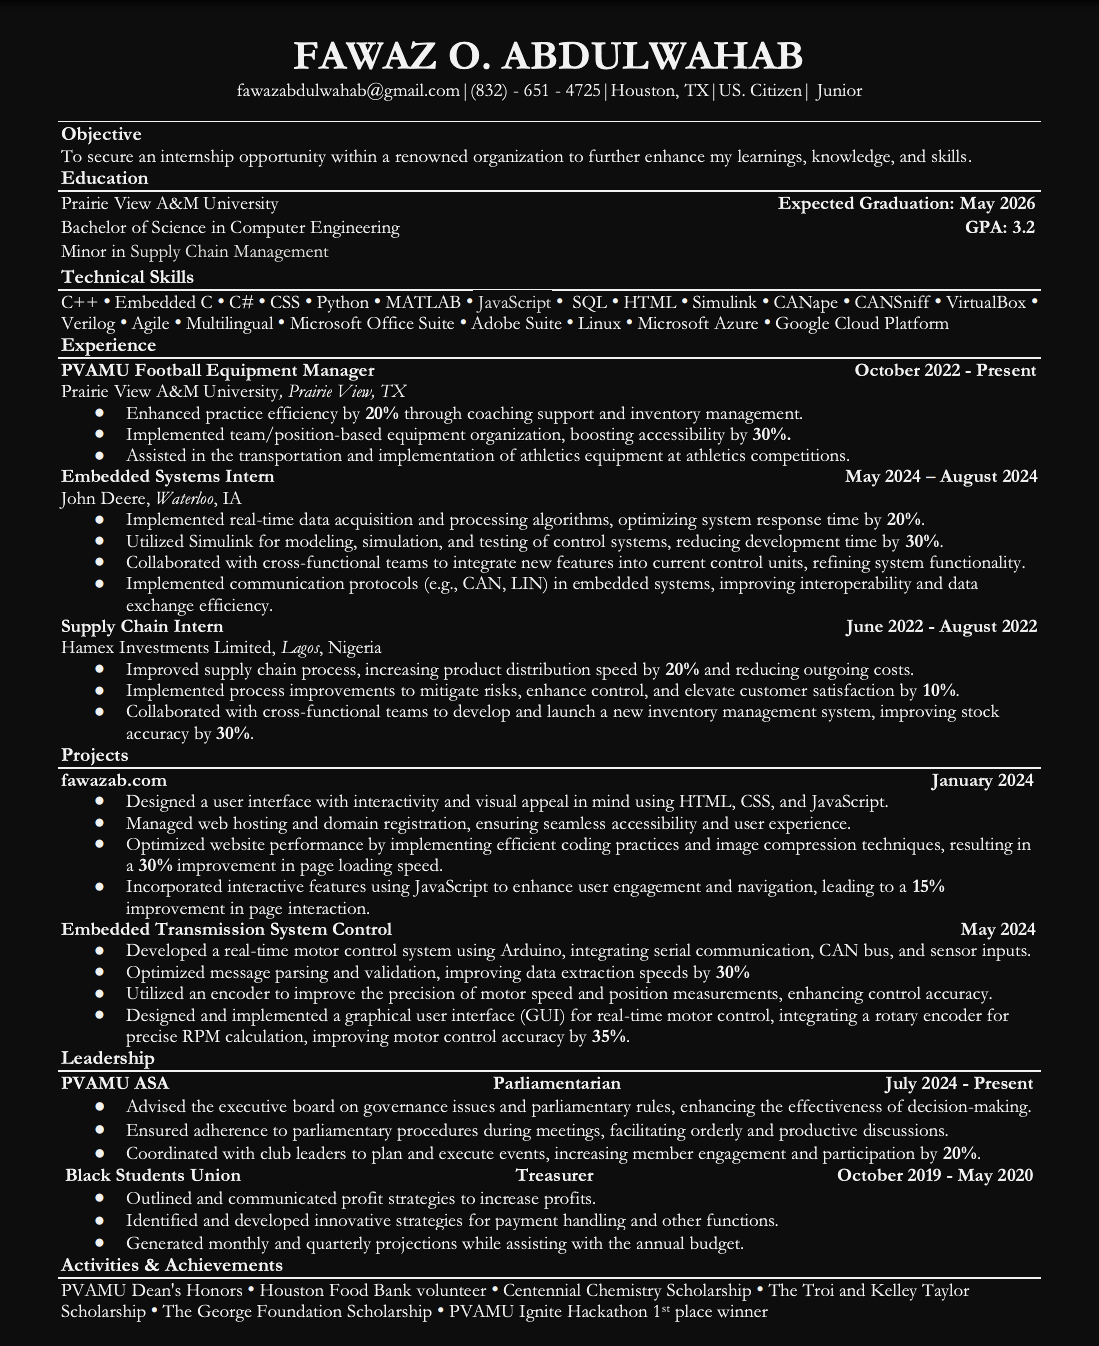 FAWAZ O. ABDULWAHAB
fawazabdulwahab@gmail.com|(832) - 651 - 4725|Houston, TX|US. Citizen| Junior
Objective
To secure an internship opportunity within a renowned organization to further enhance my learnings, knowledge, and skills.
Education
Prairie View A&M University Expected Graduation: May 2026
Bachelor of Science in Computer Engineering GPA: 3.2
Minor in Supply Chain Management
Technical Skills
C++ • Embedded C • C# • CSS • Python • MATLAB • JavaScript • SQL • HTML • Simulink • CANape • CANSniff • VirtualBox •
Verilog • Agile • Multilingual • Microsoft Office Suite • Adobe Suite • Linux • Microsoft Azure • Google Cloud Platform
Experience
PVAMU Football Equipment Manager October 2022 - Present
Prairie View A&M University, Prairie View, TX
● Enhanced practice efficiency by 20% through coaching support and inventory management.
● Implemented team/position-based equipment organization, boosting accessibility by 30%.
● Assisted in the transportation and implementation of athletics equipment at athletics competitions.
Embedded Systems Intern May 2024 – August 2024
John Deere, Waterloo, IA
● Implemented real-time data acquisition and processing algorithms, optimizing system response time by 20%.
● Utilized Simulink for modeling, simulation, and testing of control systems, reducing development time by 30%.
● Collaborated with cross-functional teams to integrate new features into current control units, refining system functionality.
● Implemented communication protocols (e.g., CAN, LIN) in embedded systems, improving interoperability and data
exchange efficiency.
Supply Chain Intern June 2022 - August 2022
Hamex Investments Limited, Lagos, Nigeria
● Improved supply chain process, increasing product distribution speed by 20% and reducing outgoing costs.
● Implemented process improvements to mitigate risks, enhance control, and elevate customer satisfaction by 10%.
● Collaborated with cross-functional teams to develop and launch a new inventory management system, improving stock
accuracy by 30%.
Projects
fawazab.com January 2024
● Designed a user interface with interactivity and visual appeal in mind using HTML, CSS, and JavaScript.
● Managed web hosting and domain registration, ensuring seamless accessibility and user experience.
● Optimized website performance by implementing efficient coding practices and image compression techniques, resulting in
a 30% improvement in page loading speed.
● Incorporated interactive features using JavaScript to enhance user engagement and navigation, leading to a 15%
improvement in page interaction.
Embedded Transmission System Control May 2024
● Developed a real-time motor control system using Arduino, integrating serial communication, CAN bus, and sensor inputs.
● Optimized message parsing and validation, improving data extraction speeds by 30%
● Utilized an encoder to improve the precision of motor speed and position measurements, enhancing control accuracy.
● Designed and implemented a graphical user interface (GUI) for real-time motor control, integrating a rotary encoder for
precise RPM calculation, improving motor control accuracy by 35%.
Leadership
PVAMU ASA Parliamentarian July 2024 - Present
● Advised the executive board on governance issues and parliamentary rules, enhancing the effectiveness of decision-making.
● Ensured adherence to parliamentary procedures during meetings, facilitating orderly and productive discussions.
● Coordinated with club leaders to plan and execute events, increasing member engagement and participation by 20%.
Black Students Union Treasurer October 2019 - May 2020
● Outlined and communicated profit strategies to increase profits.
● Identified and developed innovative strategies for payment handling and other functions.
● Generated monthly and quarterly projections while assisting with the annual budget.
Activities & Achievements
PVAMU Dean's Honors • Houston Food Bank volunteer • Centennial Chemistry Scholarship • The Troi and Kelley Taylor
Scholarship • The George Foundation Scholarship • PVAMU Ignite Hackathon 1st place winner